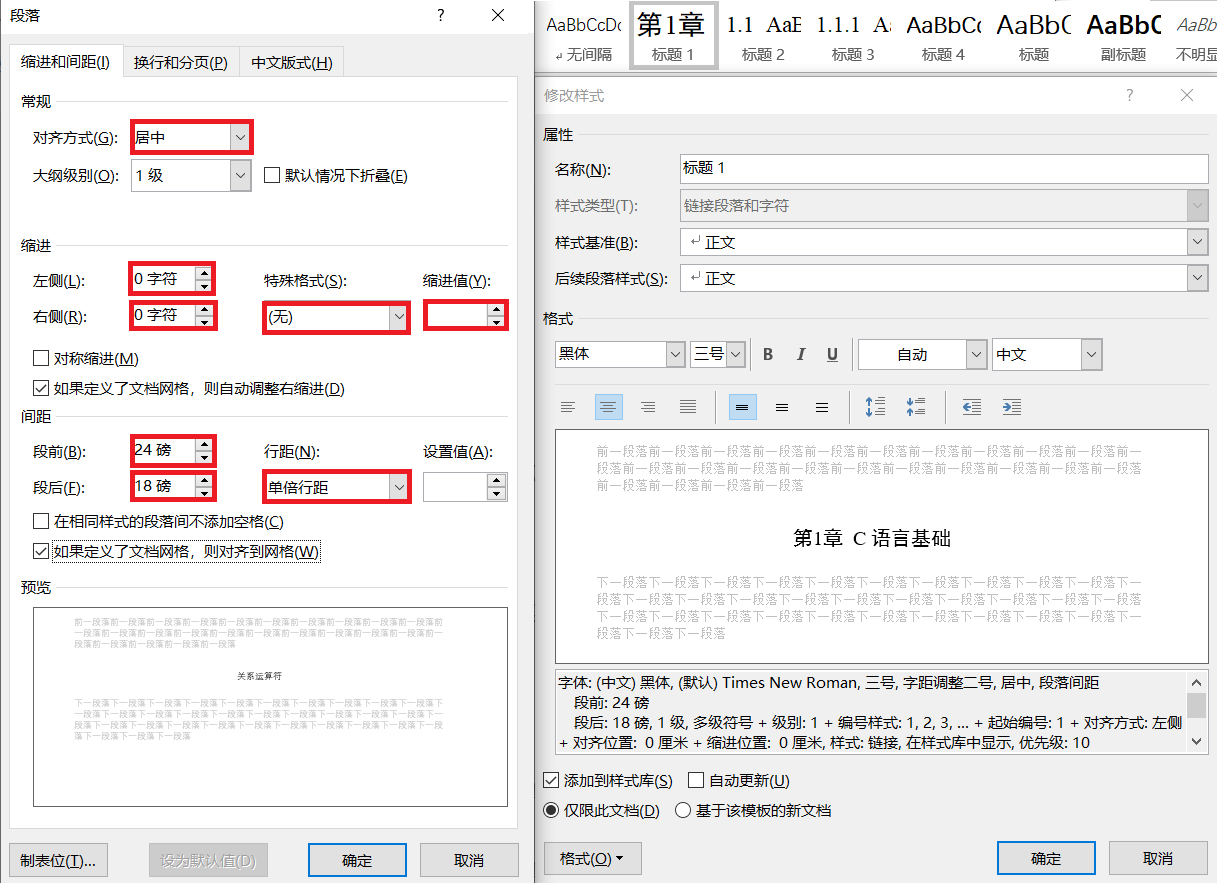 段落
? ×
缩进和间距(I) 换行和分页(P) 中文版式(H)
常规
对齐方式(G): 居中
大纲级别(O): 1 级 默认情况下折叠(E)
缩进
左侧(L): 0 字符 特殊格式(S): 缩进值(Y):
右侧(R): 0 字符 (无)
对称缩进(M)
如果定义了文档网格，则自动调整右缩进(D)
间距
段前(B): 24 磅 行距(N): 设置值(A):
段后(F): 18 磅 单倍行距
在相同样式的段落间不添加空格(C)
如果定义了文档网格，则对齐到网格(W)
预览
前一段落前一段落前一段落前一段落前一段落前一段落前一段落前一段落前一段落前一段落
一段落前一段落前一段落前一段落前一段落前一段落前一段落前一段落前一段落前一
段落前一段落前一段落前一段落前一段落
关系运算符
下一段落下一段落下一段落下一段落下一段落下一段落下一段落下一段落下一段落下一段落
制表位(T)... 设为默认值(D) 确定 取消
AaBbCcDc 第1章 1.1 AaB 1.1.1 Aa AaBbCc AaBbC AaBbC AaBb
↵ 无间隔 标题 1 标题 2 标题 3 标题 4 标题 副标题 不明显
修改样式
? ×
属性
名称(N): 标题 1
样式类型(T): 链接段落和字符
样式基准(B): ↵ 正文
后续段落样式(S): ↵ 正文
格式
黑体 三号 B I U 自动 中文
前一段落前一段落前一段落前一段落前一段落前一段落前一段落前一段落前一段落前一段落前一
段落前一段落前一段落前一段落前一段落前一段落前一段落前一段落前一段落前一段落前一段落
前一段落前一段落前一段落前一段落
第1章 C 语言基础
下一段落下一段落下一段落下一段落下一段落下一段落下一段落下一段落下一段落下一段落下一
段落下一段落下一段落下一段落下一段落下一段落下一段落下一段落下一段落下一段落下一段落
下一段落下一段落下一段落下一段落下一段落下一段落下一段落下一段落下一段落下一段落下一
段落下一段落下一段落
字体: (中文) 黑体, (默认) Times New Roman, 三号, 字距调整二号, 居中, 段落间距
段前: 24 磅
段后: 18 磅, 1 级, 多级符号 + 级别: 1 + 编号样式: 1, 2, 3, ... + 起始编号: 1 + 对齐方式: 左侧
+ 对齐位置: 0 厘米 + 缩进位置: 0 厘米, 样式: 链接, 在样式库中显示, 优先级: 10
添加到样式库(S) 自动更新(U)
仅限此文档(D) 基于该模板的新文档
格式(O) 确定 取消